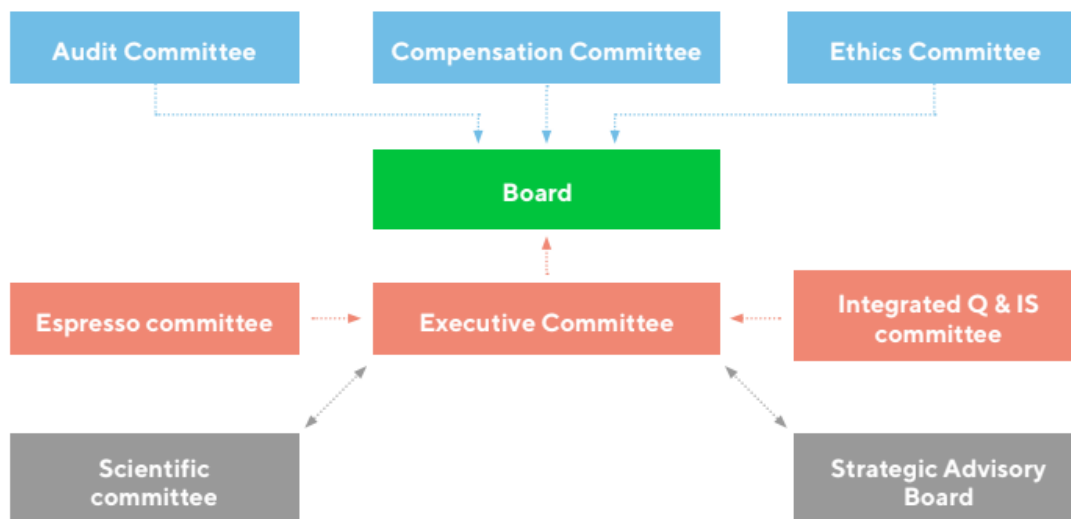 Audit Committee
Compensation Committee
Ethics Committee
Board
Espresso committee
Executive Committee
Integrated Q & IS
committee
Scientific
committee
Strategic Advisory
Board